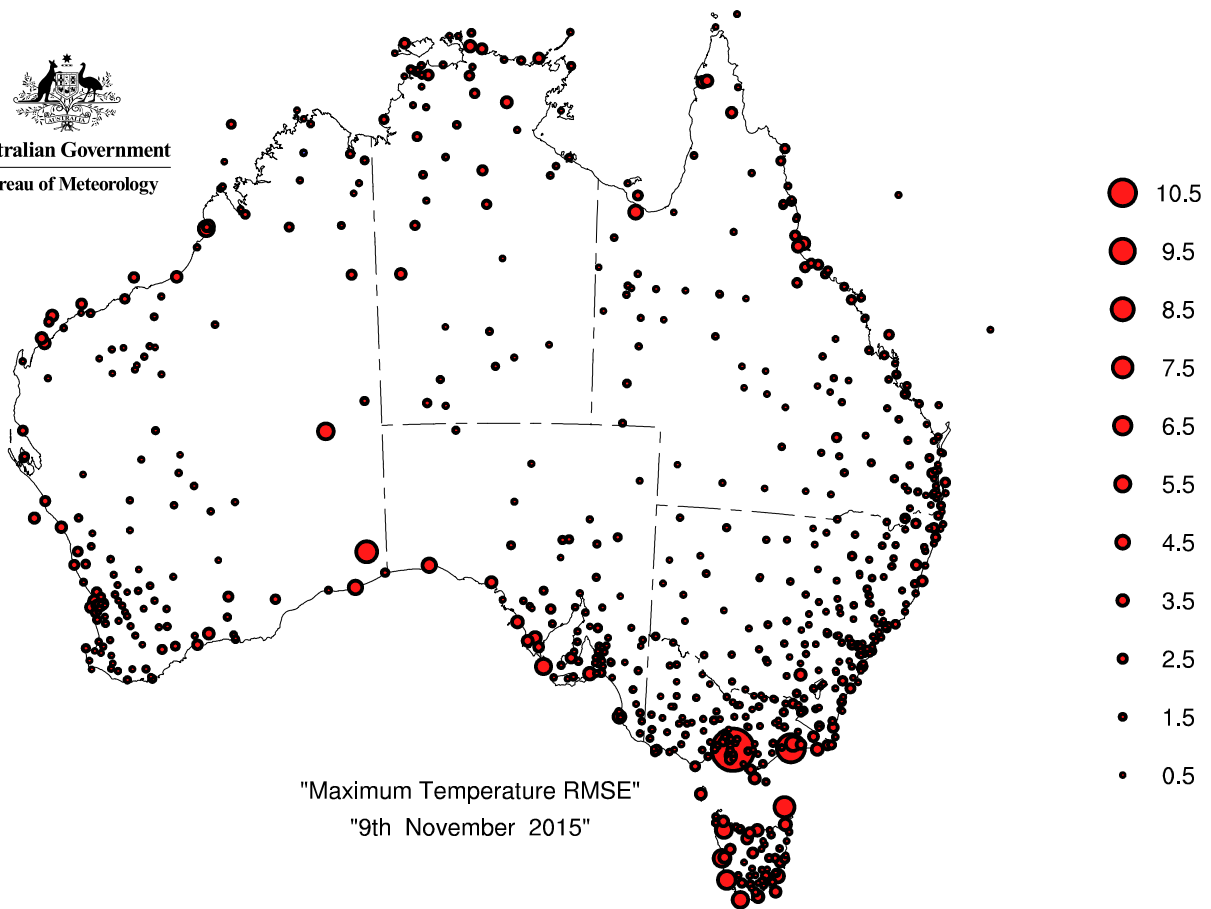 AUSTRALIA
tralian Government
reau of Meteorology
10.5
9.5
8.5
7.5
6.5
5.5
4.5
3.5
2.5
1.5
0.5
"Maximum Temperature RMSE"
"9th November 2015"